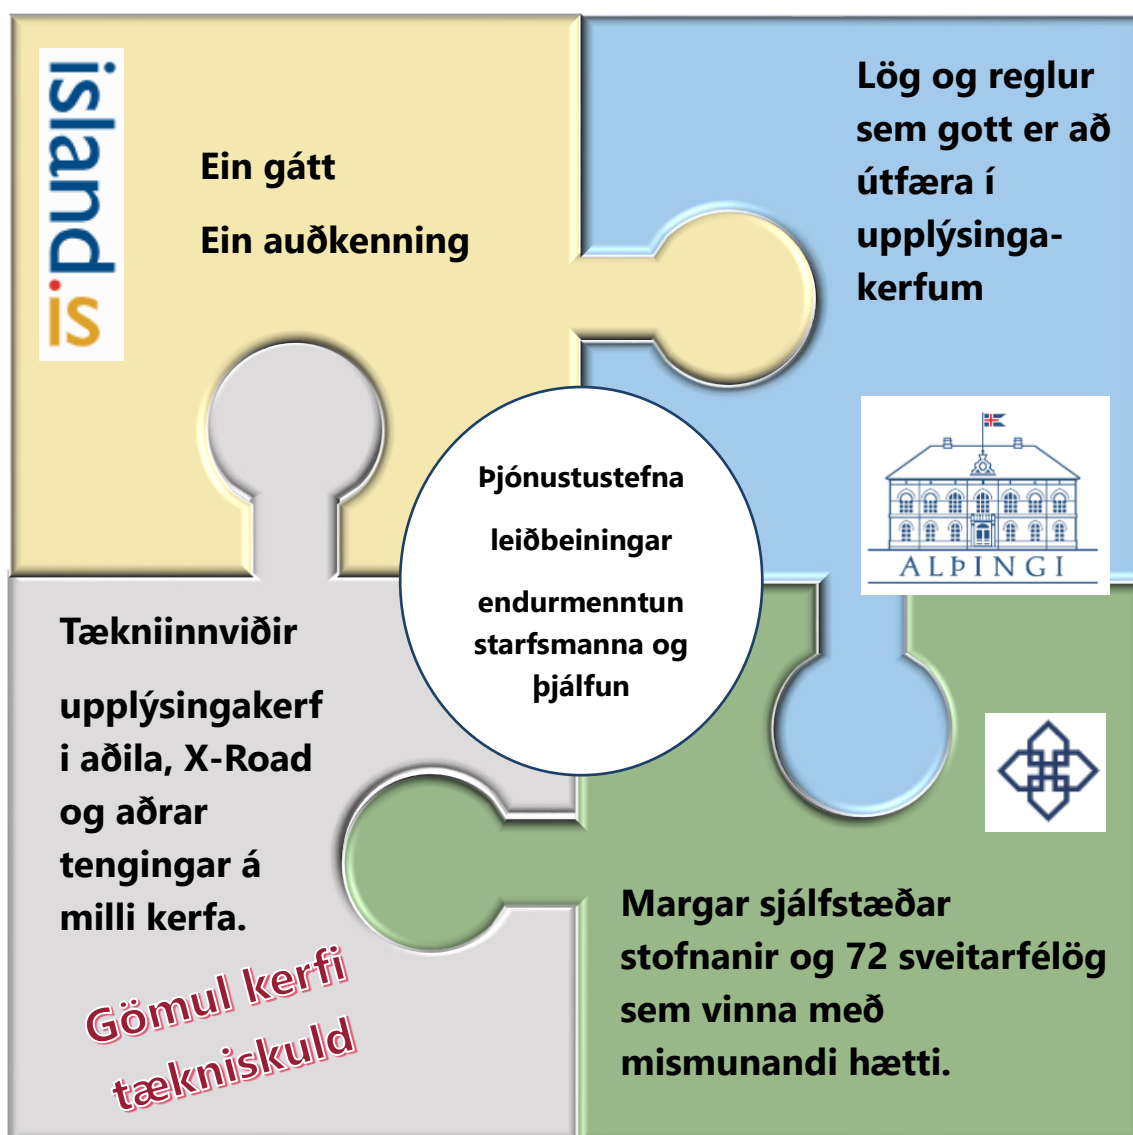 island.is
Ein gátt
Ein auðkenning
Lög og reglur
sem gott er að
útfæra í
upplýsinga-
kerfum
ALÞINGI
Þjónustustefna
leiðbeiningar
endurmenntun
starfsmanna og
þjálfun
Tækniinnviðir
upplýsingakerf
i aðila, X-Road
og aðrar
tengingar á
milli kerfa.
Gömul kerfi
tækniskuld
Margar sjálfstæðar
stofnanir og 72 sveitarfélög
sem vinna með
mismunandi hætti.